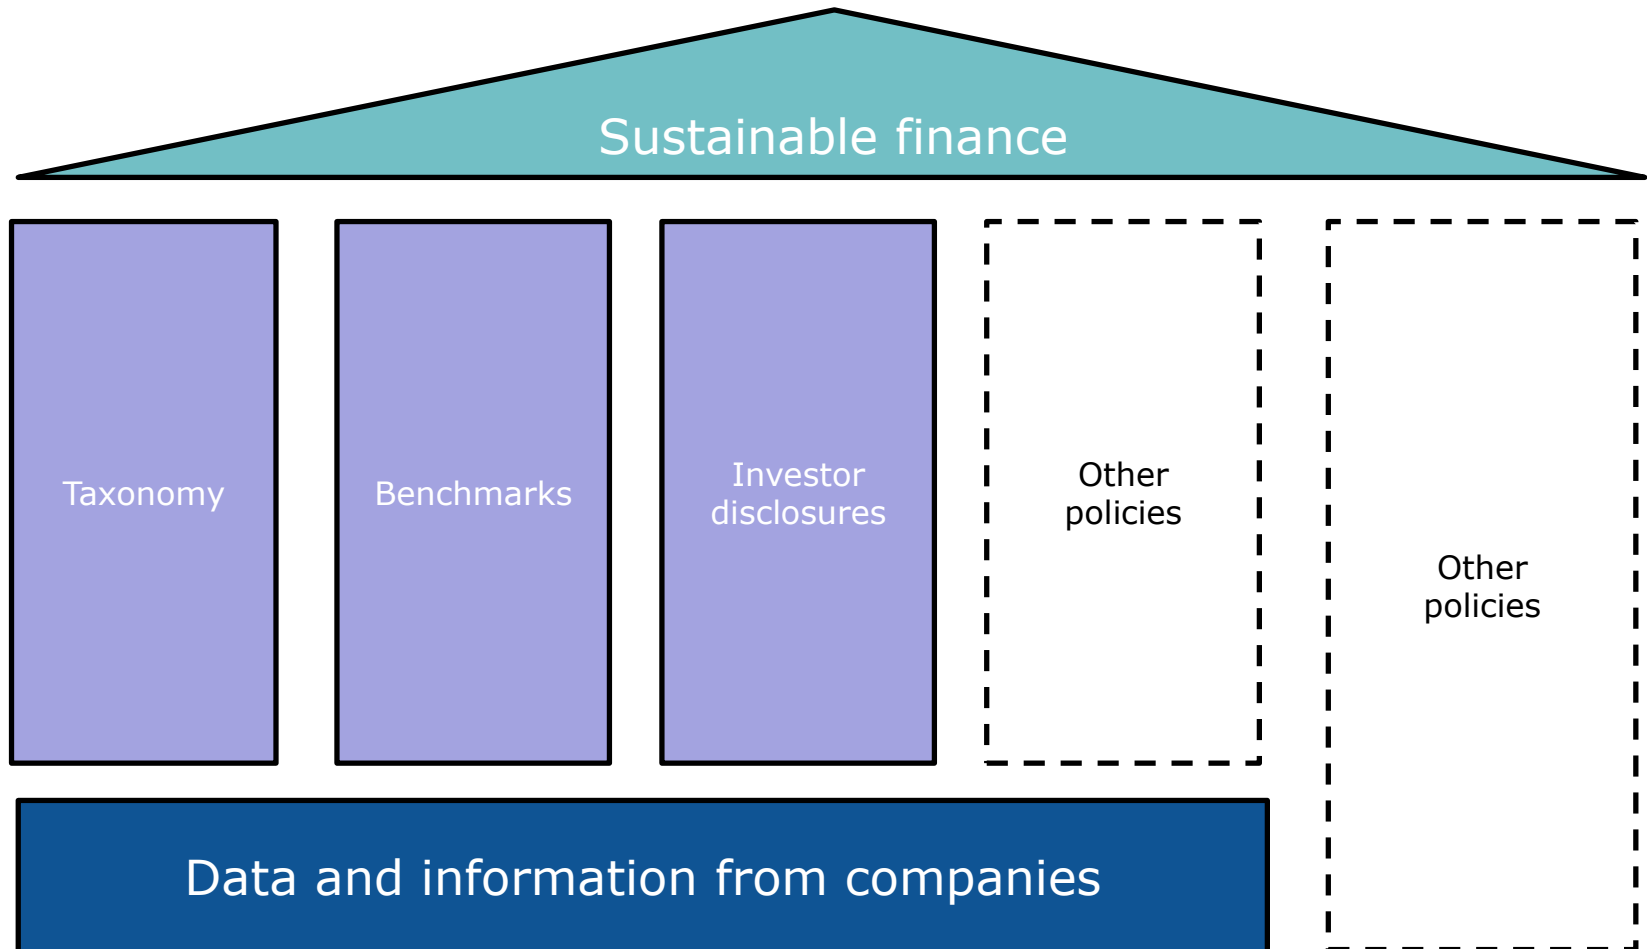 Sustainable finance
Taxonomy
Benchmarks
Investor
disclosures
Other
policies
Other
policies
Data and information from companies